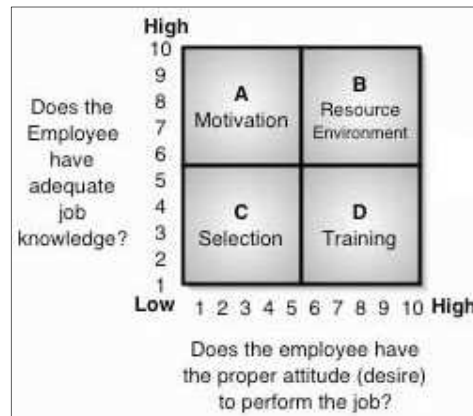 High
10
9
8
7
6
5
4
3
2
1
Does the
Employee
have
adequate
job
knowledge?
A
Motivation
B
Resource
Environment
C
Selection
D
Training
Low 1 2 3 4 5 6 7 8 9 10 High
Does the employee have
the proper attitude (desire)
to perform the job?